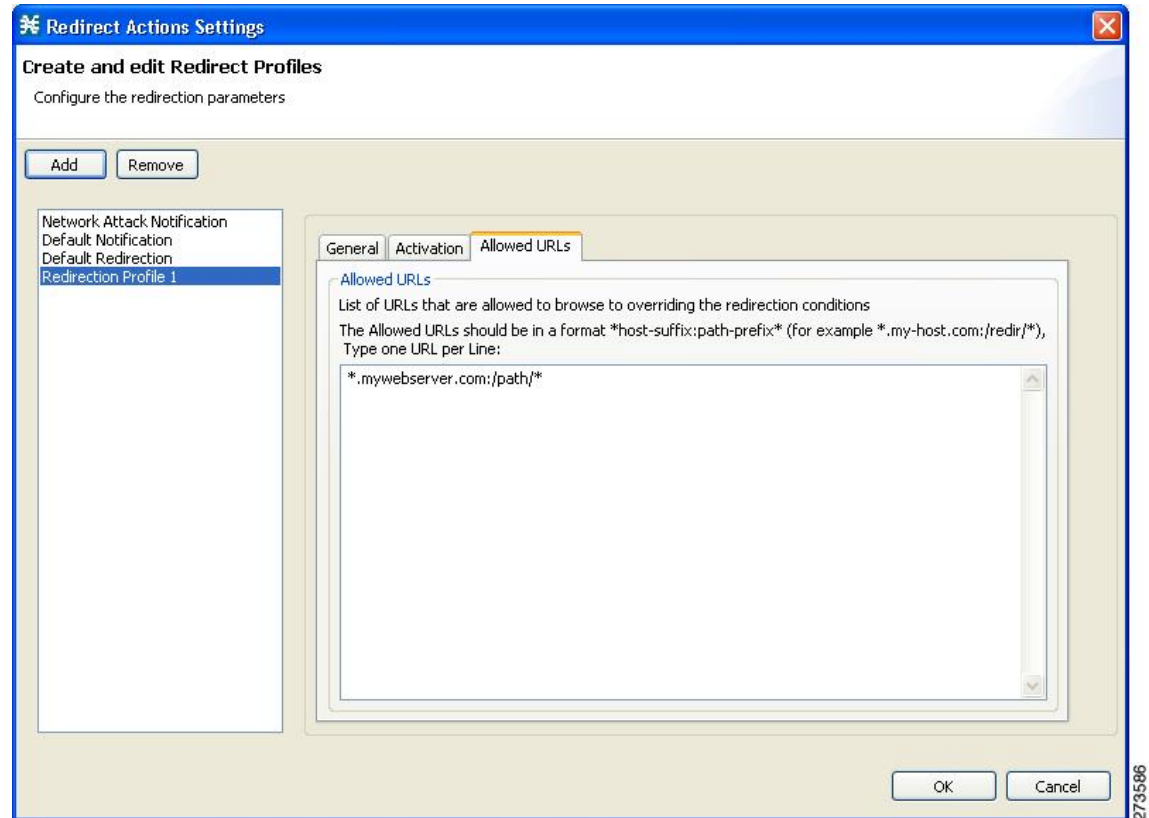 Redirect Actions Settings
Create and edit Redirect Profiles
Configure the redirection parameters
Add
Remove
Network Attack Notification
Default Notification
Default Redirection
Redirection Profile 1
General
Activation
Allowed URLs
Allowed URLs
List of URLs that are allowed to browse to overriding the redirection conditions
The Allowed URLs should be in a format *host-suffix:path-prefix* (for example *.my-host.com:/redir/*),
Type one URL per Line:
*.mywebserver.com:/path/*
OK
Cancel
273586